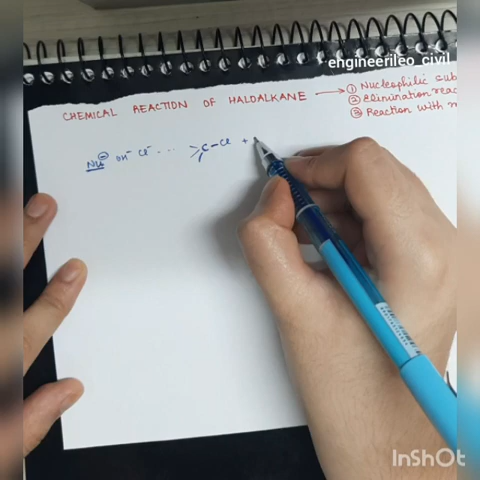 engineerileo_civil
CHEMICAL REACTION OF HALOALKANE → ① Nucleophilic sub
② Elimination reac
③ Reaction with m
Nu⊖ OH⁻ Cl⁻ ... >C-Cl +
InShOt